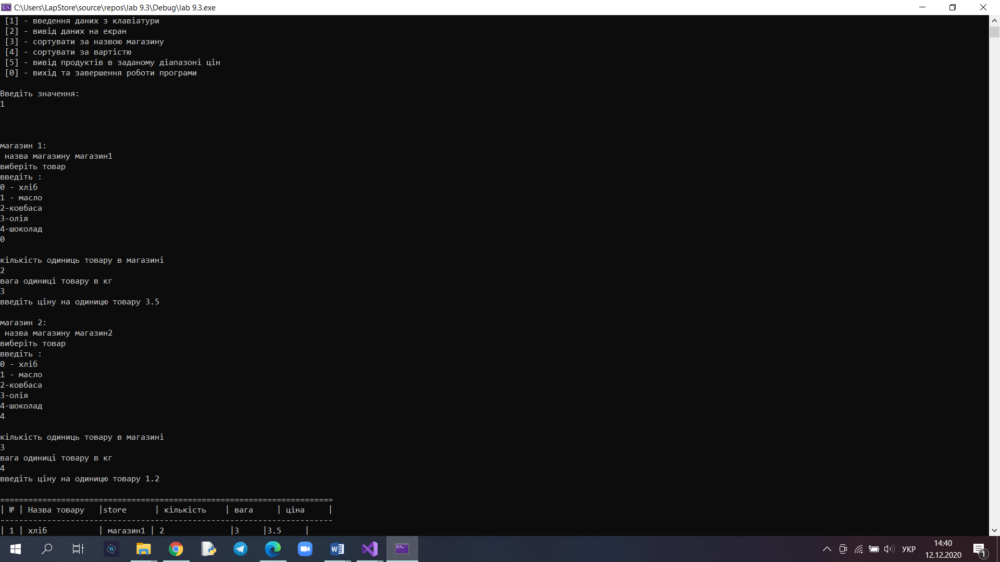 C:\Users\LapStore\source\repos\lab 9.3\Debug\lab 9.3.exe
[1] - введення даних з клавіатури
[2] - вивід даних на екран
[3] - сортувати за назвою магазину
[4] - сортувати за вартістю
[5] - вивід продуктів в заданому діапазоні цін
[0] - вихід та завершення роботи програми
Введіть значення:
1
магазин 1:
назва магазину магазин1
виберіть товар
введіть :
0 - хліб
1 - масло
2-ковбаса
3-олія
4-шоколад
0
кількість одиниць товару в магазині
2
вага одиниці товару в кг
3
введіть ціну на одиницю товару 3.5
магазин 2:
назва магазину магазин2
виберіть товар
введіть :
0 - хліб
1 - масло
2-ковбаса
3-олія
4-шоколад
4
кількість одиниць товару в магазині
3
вага одиниці товару в кг
4
введіть ціну на одиницю товару 1.2
=======================================================================
| № | Назва товару |store | кількість | вага | ціна |
-----------------------------------------------------------------------
| 1 | хліб | магазин1 | 2 |3 |3.5 |
УКР
14:40
12.12.2020
1